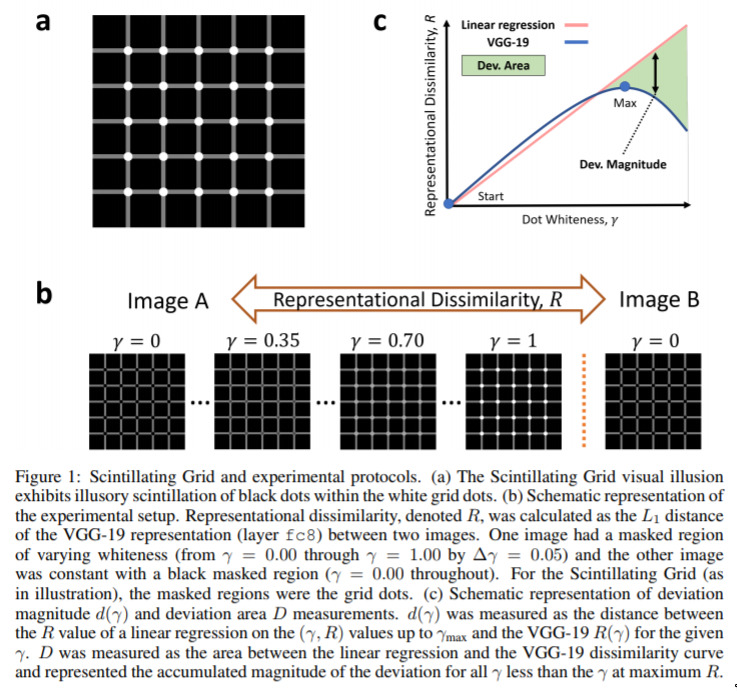 a
c
Representational Dissimilarity, R
Linear regression
VGG-19
Dev. Area
Max
Dev. Magnitude
Start
Dot Whiteness, γ
b
Image A
Representational Dissimilarity, R
Image B
γ = 0
γ = 0.35
γ = 0.70
γ = 1
γ = 0
... ... ...
Figure 1: Scintillating Grid and experimental protocols. (a) The Scintillating Grid visual illusion
exhibits illusory scintillation of black dots within the white grid dots. (b) Schematic representation of
the experimental setup. Representational dissimilarity, denoted R, was calculated as the L₁ distance
of the VGG-19 representation (layer fc8) between two images. One image had a masked region
of varying whiteness (from γ = 0.00 through γ = 1.00 by Δγ = 0.05) and the other image
was constant with a black masked region (γ = 0.00 throughout). For the Scintillating Grid (as
in illustration), the masked regions were the grid dots. (c) Schematic representation of deviation
magnitude d(γ) and deviation area D measurements. d(γ) was measured as the distance between
the R value of a linear regression on the (γ, R) values up to γmax and the VGG-19 R(γ) for the given
γ. D was measured as the area between the linear regression and the VGG-19 dissimilarity curve
and represented the accumulated magnitude of the deviation for all γ less than the γ at maximum R.